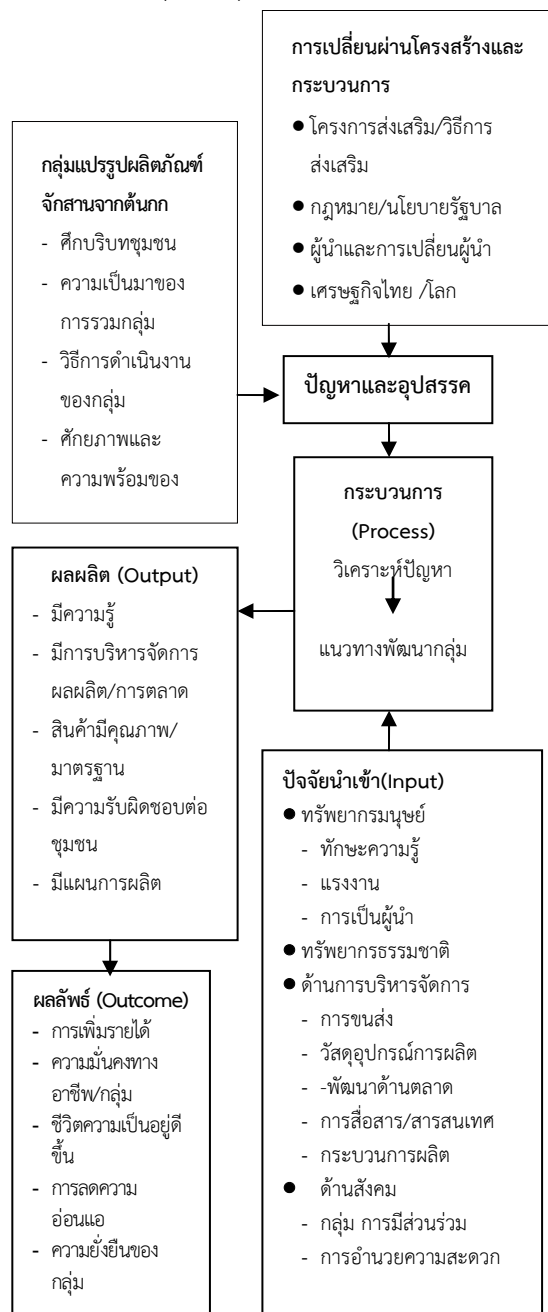 การเปลี่ยนผ่านโครงสร้างและ
กระบวนการ
● โครงการส่งเสริม/วิธีการ
ส่งเสริม
● กฎหมาย/นโยบายรัฐบาล
● ผู้นำและการเปลี่ยนผู้นำ
● เศรษฐกิจไทย /โลก
กลุ่มแปรรูปผลิตภัณฑ์
จักสานจากต้นกก
- ศึกบริบทชุมชน
- ความเป็นมาของ
การรวมกลุ่ม
- วิธีการดำเนินงาน
ของกลุ่ม
- ศักยภาพและ
ความพร้อมของ
ปัญหาและอุปสรรค
กระบวนการ
(Process)
วิเคราะห์ปัญหา
แนวทางพัฒนากลุ่ม
ผลผลิต (Output)
- มีความรู้
- มีการบริหารจัดการ
ผลผลิต/การตลาด
- สินค้ามีคุณภาพ/
มาตรฐาน
- มีความรับผิดชอบต่อ
ชุมชน
- มีแผนการผลิต
ปัจจัยนำเข้า(Input)
● ทรัพยากรมนุษย์
- ทักษะความรู้
- แรงงาน
- การเป็นผู้นำ
● ทรัพยากรธรรมชาติ
● ด้านการบริหารจัดการ
- การขนส่ง
- วัสดุอุปกรณ์การผลิต
- -พัฒนาด้านตลาด
- การสื่อสาร/สารสนเทศ
- กระบวนการผลิต
● ด้านสังคม
- กลุ่ม การมีส่วนร่วม
- การอำนวยความสะดวก
ผลลัพธ์ (Outcome)
- การเพิ่มรายได้
- ความมั่นคงทาง
อาชีพ/กลุ่ม
- ชีวิตความเป็นอยู่ดี
ขึ้น
- การลดความ
อ่อนแอ
- ความยั่งยืนของ
กลุ่ม